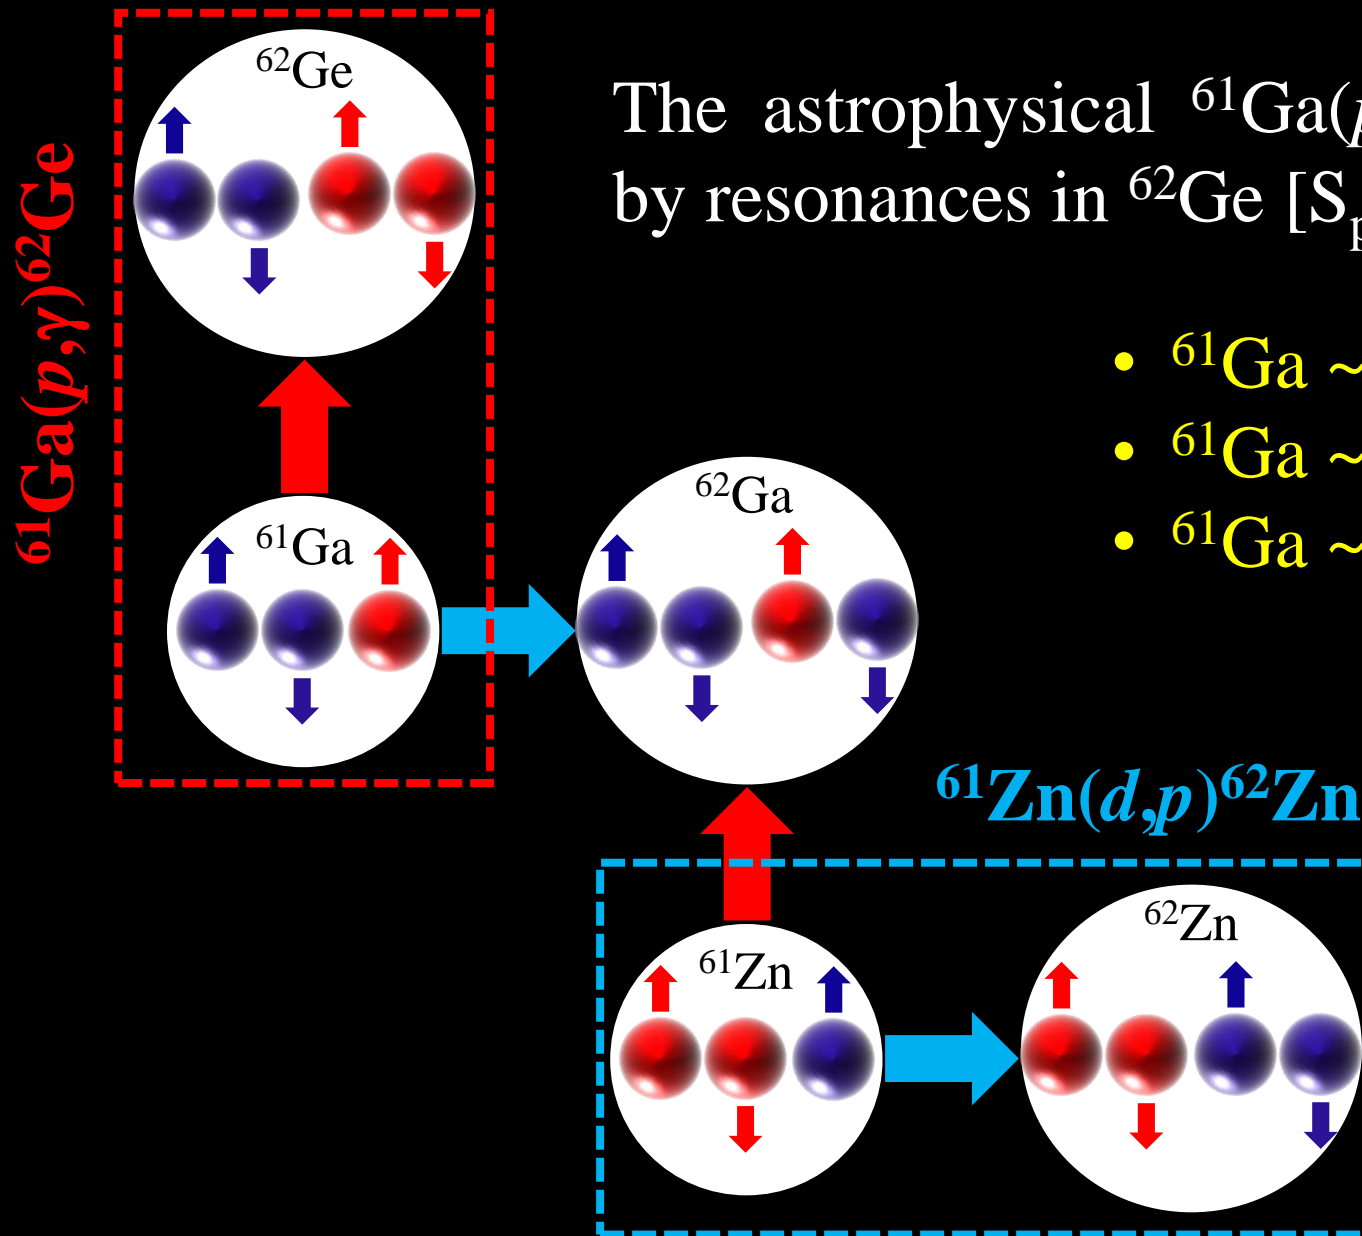 ⁶¹Ga(p,γ)⁶²Ge
⁶²Ge
The astrophysical ⁶¹Ga(p
by resonances in ⁶²Ge [Sₚ
• ⁶¹Ga ~
• ⁶¹Ga ~
• ⁶¹Ga ~
⁶²Ga
⁶¹Ga
⁶¹Zn(d,p)⁶²Zn
⁶²Zn
⁶¹Zn